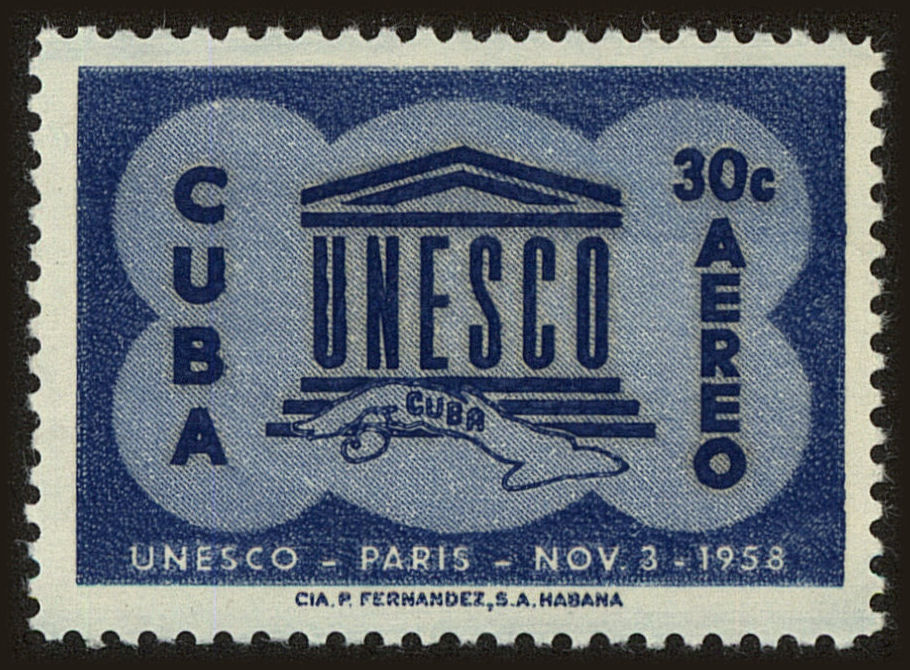 CUBA
30c
AEREO
UNESCO
CUBA
UNESCO - PARIS - NOV. 3 - 1958
CIA. P. FERNANDEZ, S.A. HABANA